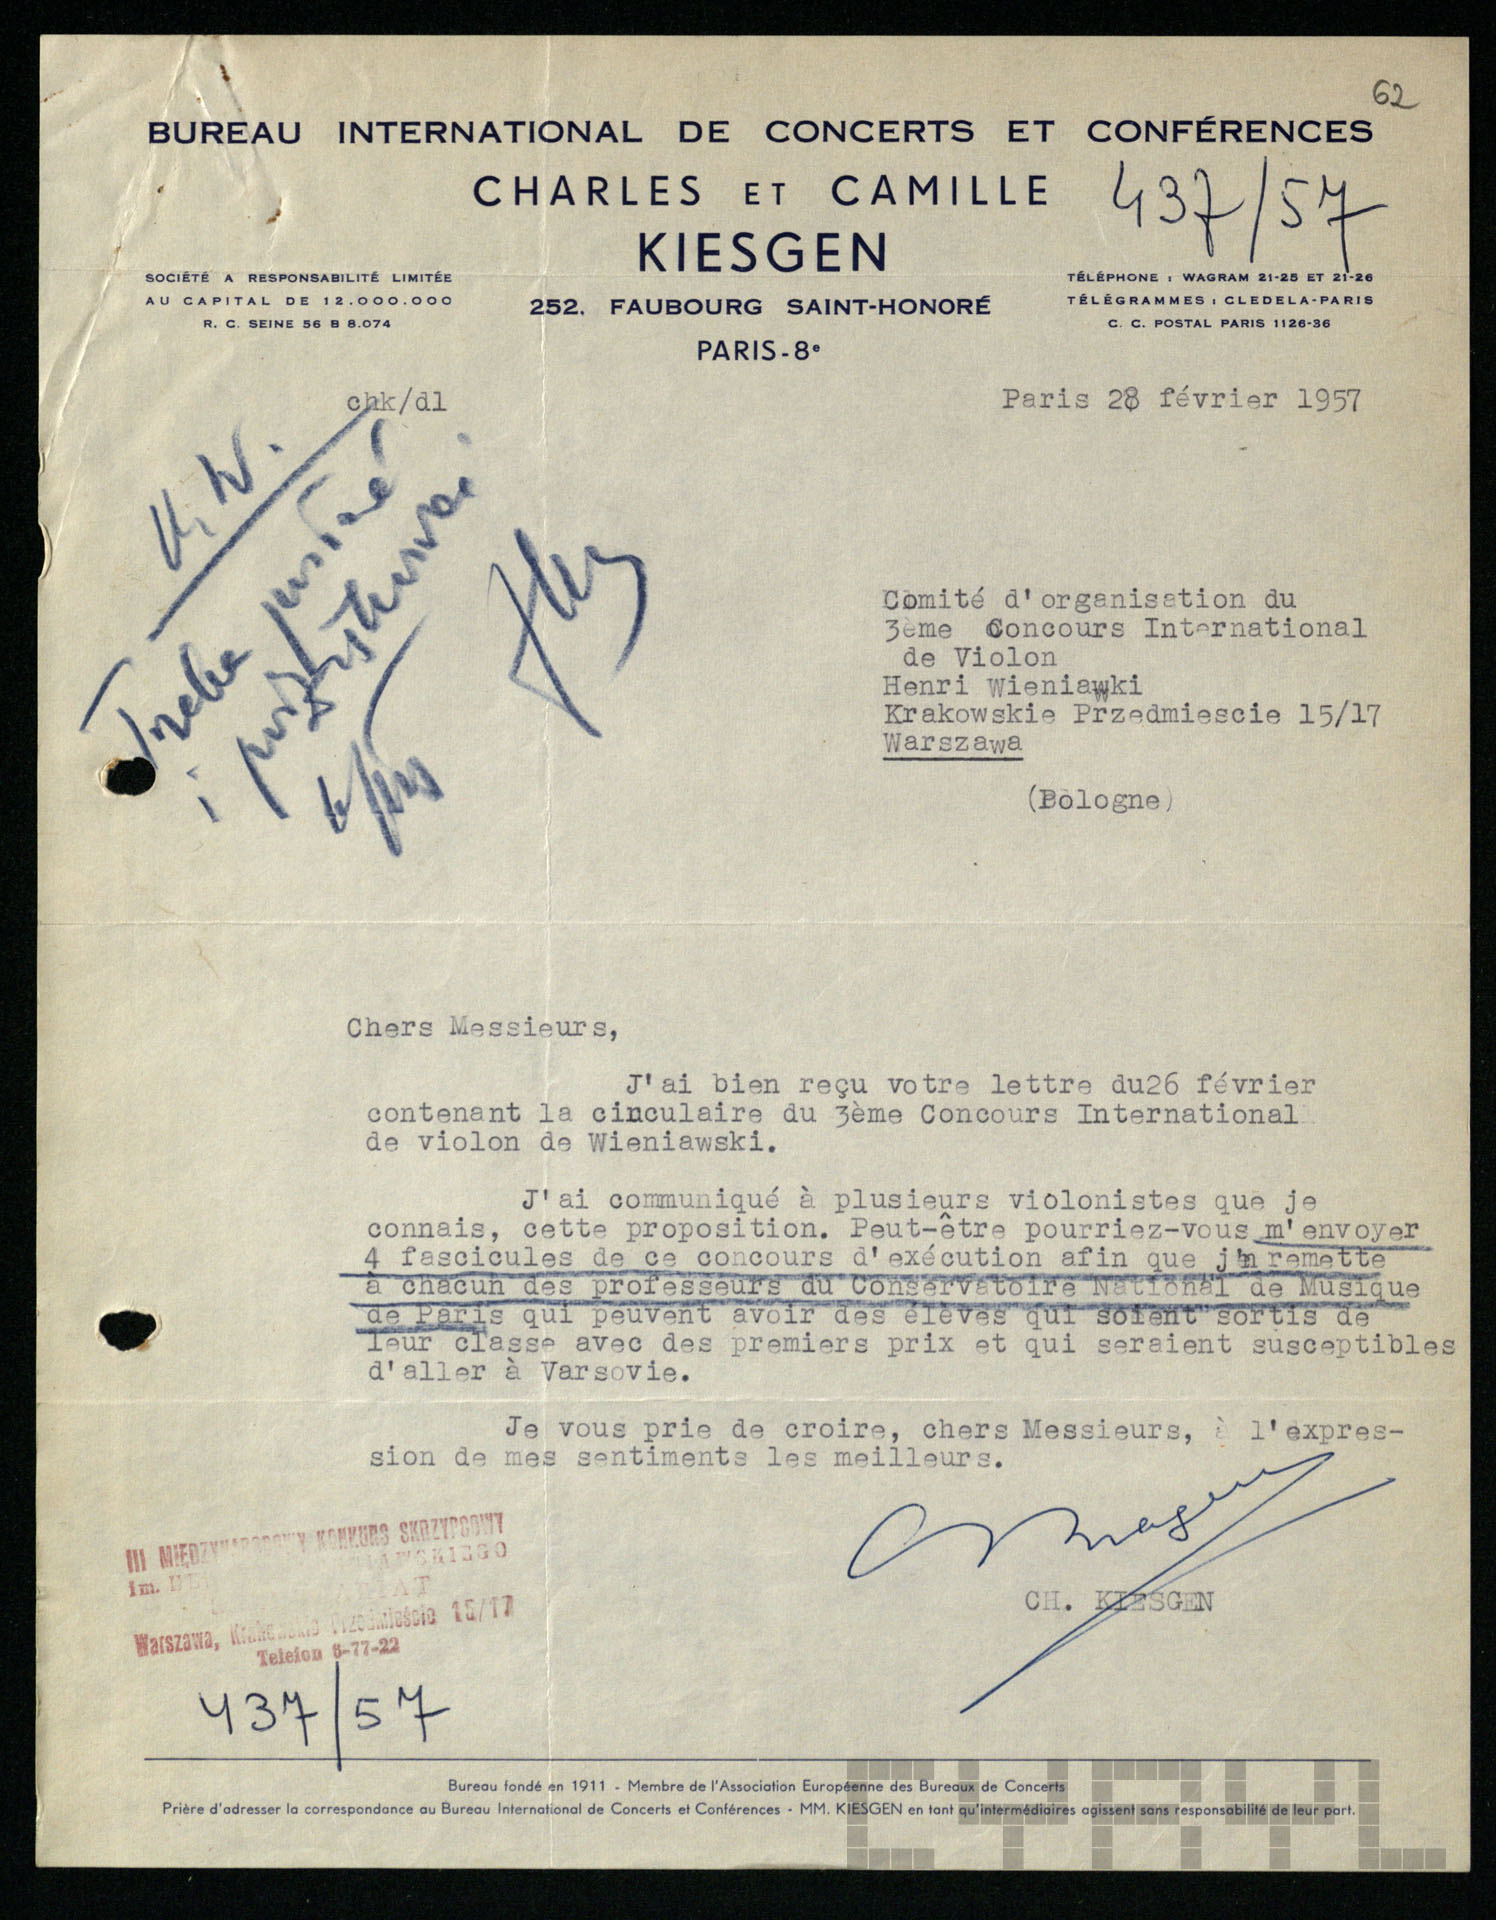 62
BUREAU INTERNATIONAL DE CONCERTS ET CONFÉRENCES
CHARLES ET CAMILLE
437/57
KIESGEN
SOCIÉTÉ A RESPONSABILITÉ LIMITÉE
AU CAPITAL DE 12.000.000
R. C. SEINE 56 B 8.074
252, FAUBOURG SAINT-HONORÉ
PARIS-8e
TÉLÉPHONE : WAGRAM 21-25 ET 21-26
TÉLÉGRAMMES : CLEDELA-PARIS
C. C. POSTAL PARIS 1126-36
chk/dl
Paris 28 février 1957
Trzeba
i
Comité d'organisation du
3ème Concours International
de Violon
Henri Wieniawki
Krakowskie Przedmiescie 15/17
Warszawa
(Pologne)
Chers Messieurs,
J'ai bien reçu votre lettre du26 février
contenant la circulaire du 3ème Concours International
de violon de Wieniawski.
J'ai communiqué à plusieurs violonistes que je
connais, cette proposition. Peut-être pourriez-vous m'envoyer
4 fascicules de ce concours d'exécution afin que j'n remette
à chacun des professeurs du Conservatoire National de Musique
de Paris qui peuvent avoir des élèves qui soient sortis de
leur classe avec des premiers prix et qui seraient susceptibles
d'aller à Varsovie.
Je vous prie de croire, chers Messieurs, à l'expres-
sion de mes sentiments les meilleurs.
CH. KIESGEN
III MIĘDZYNARODOWY KONKURS SKRZYPCOWY
Im.
Warszawa, Krakowskie Przedmieście 15/17
Telefon 6-77-22
437/57
Bureau fondé en 1911 - Membre de l'Association Européenne des Bureaux de Concerts
Prière d'adresser la correspondance au Bureau International de Concerts et Conférences - MM. KIESGEN en tant qu'intermédiaires agissent sans responsabilité de leur part.